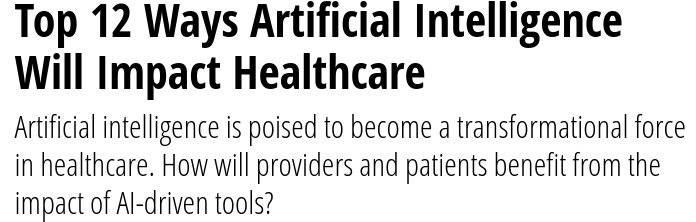 Top 12 Ways Artificial Intelligence
Will Impact Healthcare
Artificial intelligence is poised to become a transformational force
in healthcare. How will providers and patients benefit from the
impact of AI-driven tools?